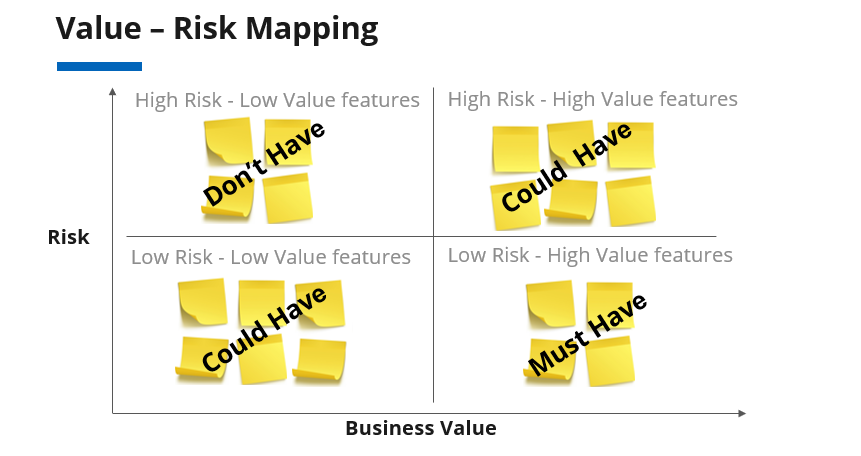 Value – Risk Mapping
High Risk - Low Value features
High Risk - High Value features
Don't Have
Could Have
Risk
Low Risk - Low Value features
Low Risk - High Value features
Could Have
Must Have
Business Value